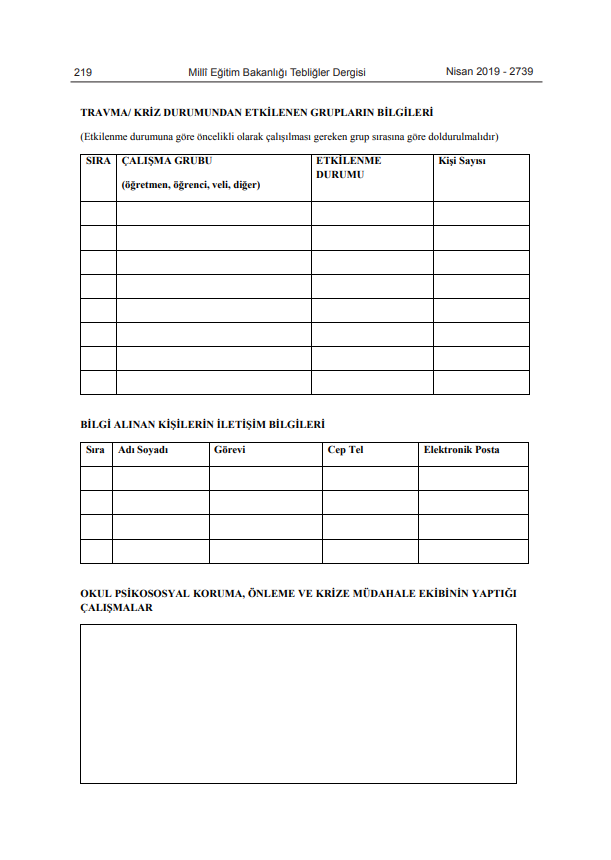 219 Millî Eğitim Bakanlığı Tebliğler Dergisi Nisan 2019 - 2739
TRAVMA/ KRİZ DURUMUNDAN ETKİLENEN GRUPLARIN BİLGİLERİ
(Etkilenme durumuna göre öncelikli olarak çalışılması gereken grup sırasına göre doldurulmalıdır)
SIRA ÇALIŞMA GRUBU ETKİLENME Kişi Sayısı
DURUMU
(öğretmen, öğrenci, veli, diğer)
BİLGİ ALINAN KİŞİLERİN İLETİŞİM BİLGİLERİ
Sıra Adı Soyadı Görevi Cep Tel Elektronik Posta
OKUL PSİKOSOSYAL KORUMA, ÖNLEME VE KRİZE MÜDAHALE EKİBİNİN YAPTIĞI
ÇALIŞMALAR